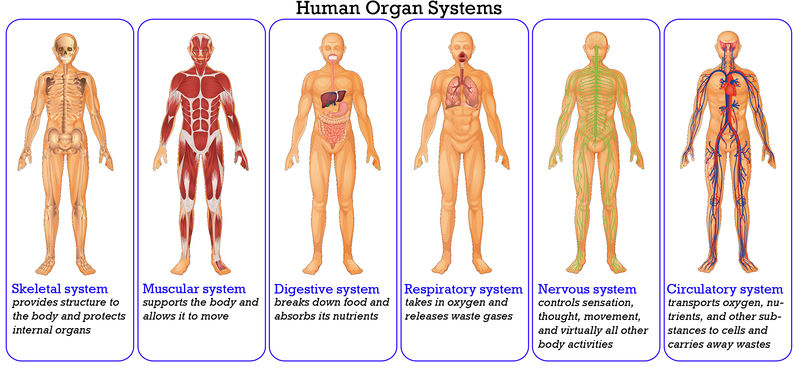 Human Organ Systems
Skeletal system
provides structure to
the body and protects
internal organs
Muscular system
supports the body and
allows it to move
Digestive system
breaks down food and
absorbs its nutrients
Respiratory system
takes in oxygen and
releases waste gases
Nervous system
controls sensation,
thought, movement,
and virtually all other
body activities
Circulatory system
transports oxygen, nu-
trients, and other sub-
stances to cells and
carries away wastes